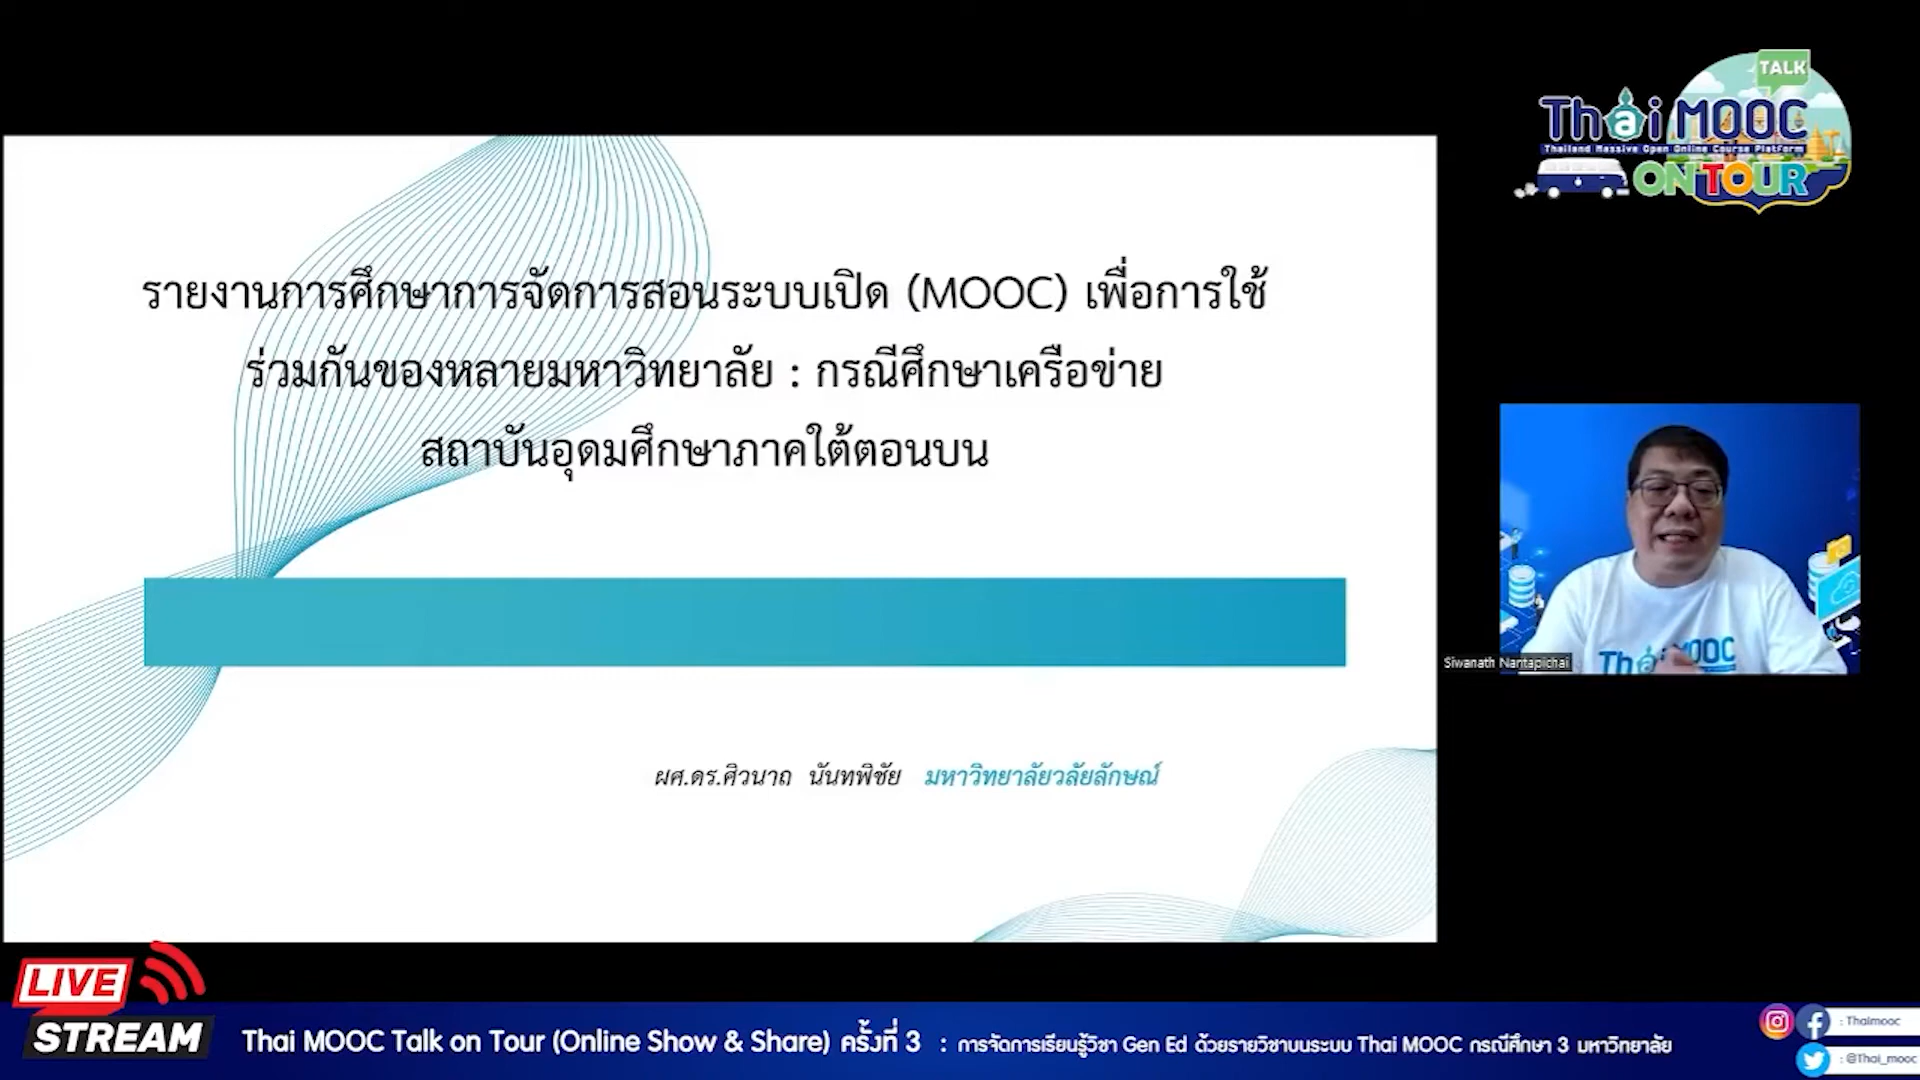 TALK
Thai MOOC
Thailand Massive Open Online Course Platform
ON TOUR
รายงานการศึกษาการจัดการสอนระบบเปิด (MOOC) เพื่อการใช้
ร่วมกันของหลายมหาวิทยาลัย : กรณีศึกษาเครือข่าย
สถาบันอุดมศึกษาภาคใต้ตอนบน
ผศ.ดร.ศิวนาถ นันทพิชัย มหาวิทยาลัยวลัยลักษณ์
Thai MOOC
Siwanath Nantapichai
LIVE
STREAM
Thai MOOC Talk on Tour (Online Show & Share) ครั้งที่ 3 : การจัดการเรียนรู้วิชา Gen Ed ด้วยรายวิชาบนระบบ Thai MOOC กรณีศึกษา 3 มหาวิทยาลัย
: Thaimooc
: @Thai_mooc